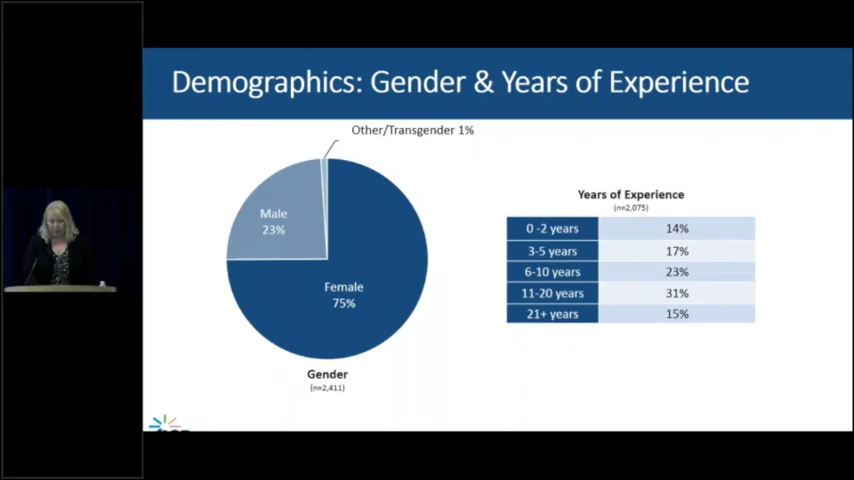 Demographics: Gender & Years of Experience
Other/Transgender 1%
Male
23%
Female
75%
Gender
(n=2,411)
Years of Experience
(n=2,075)
0 -2 years 14%
3-5 years 17%
6-10 years 23%
11-20 years 31%
21+ years 15%